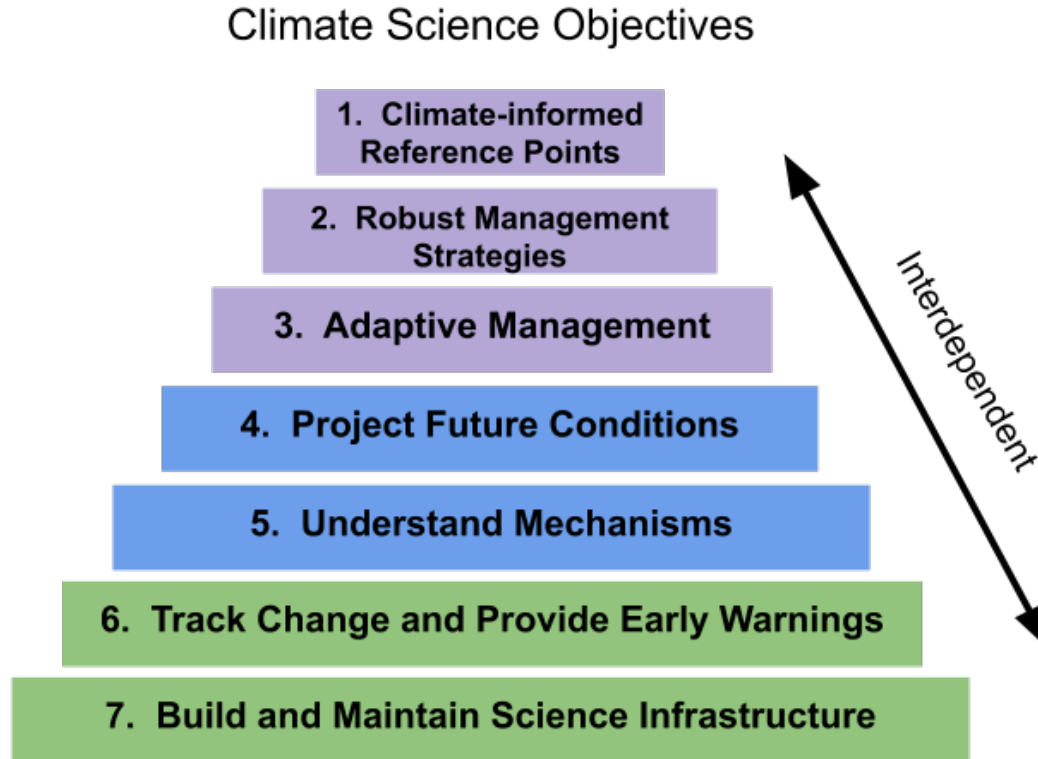 Climate Science Objectives
1. Climate-informed
Reference Points
2. Robust Management
Strategies
3. Adaptive Management
4. Project Future Conditions
5. Understand Mechanisms
6. Track Change and Provide Early Warnings
7. Build and Maintain Science Infrastructure
Interdependent